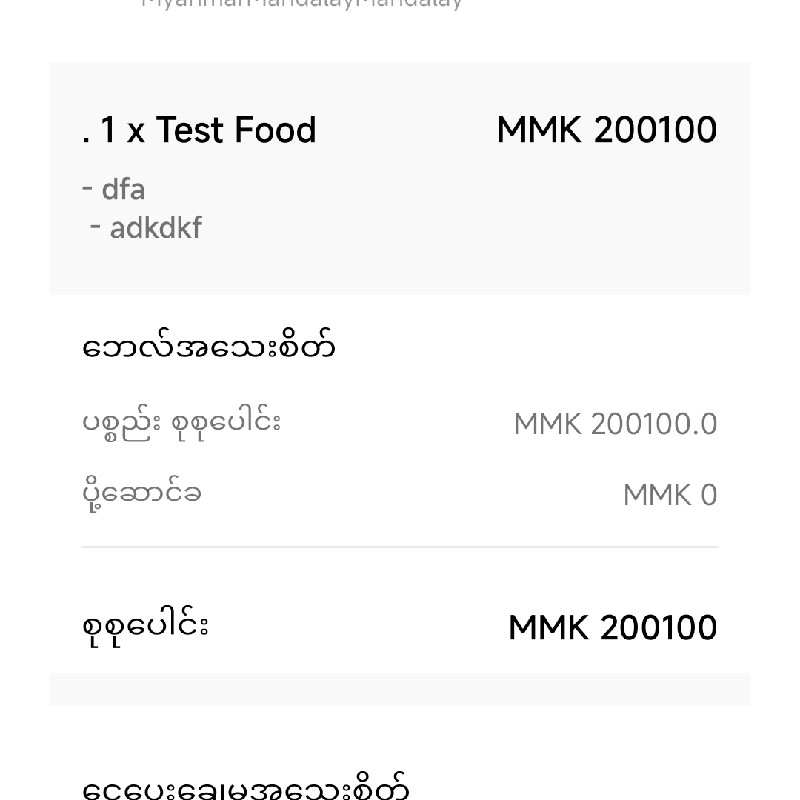 MyanmarMandalayMandalay
. 1 x Test Food MMK 200100
- dfa
- adkdkf
ဘေလ်အသေးစိတ်
ပစ္စည်း စုစုပေါင်း MMK 200100.0
ပို့ဆောင်ခ MMK 0
စုစုပေါင်း MMK 200100
ငွေပေးချေမှုအသေးစိတ်